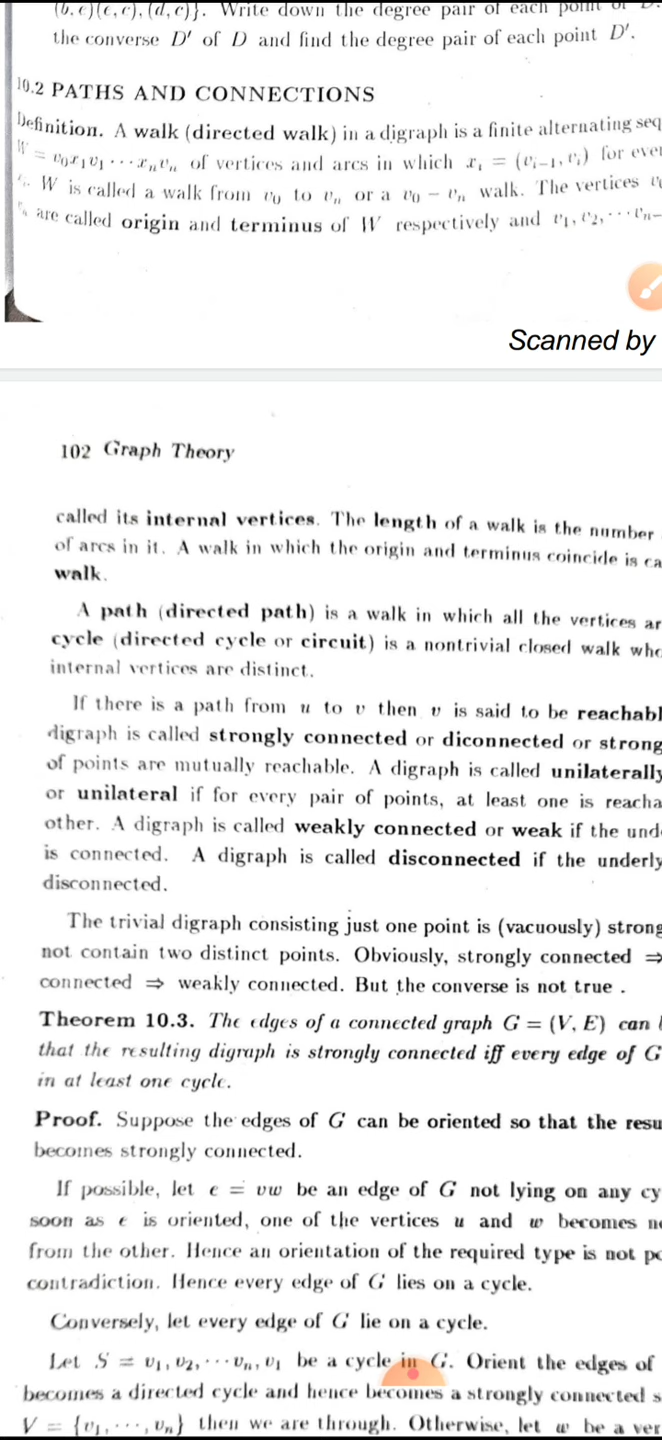 (b, e)(e, c), (d, c)}. Write down the degree pair of each point of D.
the converse D′ of D and find the degree pair of each point D′.
10.2 PATHS AND CONNECTIONS
Definition. A walk (directed walk) in a digraph is a finite alternating seq
W = v₀x₁v₁ ⋯ xₙvₙ of vertices and arcs in which xᵢ = (vᵢ₋₁, vᵢ) for ever
W is called a walk from v₀ to vₙ or a v₀ − vₙ walk. The vertices v₀
vₙ are called origin and terminus of W respectively and v₁, v₂, ⋯ vₙ₋
Scanned by
102 Graph Theory
called its internal vertices. The length of a walk is the number
of arcs in it. A walk in which the origin and terminus coincide is ca
walk.
A path (directed path) is a walk in which all the vertices ar
cycle (directed cycle or circuit) is a nontrivial closed walk who
internal vertices are distinct.
If there is a path from u to v then v is said to be reachabl
digraph is called strongly connected or diconnected or strong
of points are mutually reachable. A digraph is called unilaterally
or unilateral if for every pair of points, at least one is reacha
other. A digraph is called weakly connected or weak if the und
is connected. A digraph is called disconnected if the underly
disconnected.
The trivial digraph consisting just one point is (vacuously) strong
not contain two distinct points. Obviously, strongly connected ⇒
connected ⇒ weakly connected. But the converse is not true .
Theorem 10.3. The edges of a connected graph G = (V, E) can
that the resulting digraph is strongly connected iff every edge of G
in at least one cycle.
Proof. Suppose the edges of G can be oriented so that the resu
becomes strongly connected.
If possible, let e = vw be an edge of G not lying on any cy
soon as e is oriented, one of the vertices u and w becomes n
from the other. Hence an orientation of the required type is not po
contradiction. Hence every edge of G lies on a cycle.
Conversely, let every edge of G lie on a cycle.
Let S = v₁, v₂, ⋯ vₙ, v₁ be a cycle in G. Orient the edges of
becomes a directed cycle and hence becomes a strongly connected s
V = {v₁, ⋯, vₙ} then we are through. Otherwise, let w be a ver